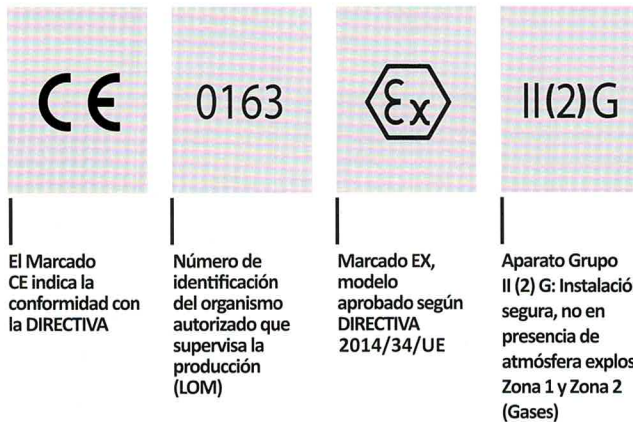 CE
0163
Ex
II(2)G
El Marcado
CE indica la
conformidad con
la DIRECTIVA
Número de
identificación
del organismo
autorizado que
supervisa la
producción
(LOM)
Marcado EX,
modelo
aprobado según
DIRECTIVA
2014/34/UE
Aparato Grupo
II (2) G: Instalació
segura, no en
presencia de
atmósfera explos
Zona 1 y Zona 2
(Gases)